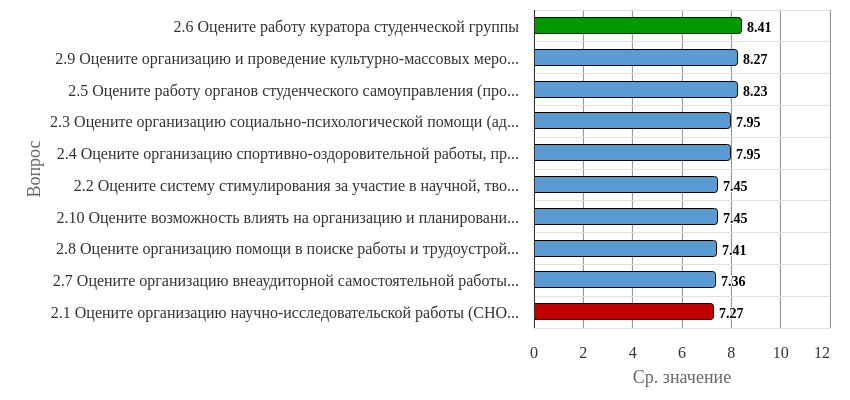 2.6 Оцените работу куратора студенческой группы 8.41
2.9 Оцените организацию и проведение культурно-массовых меро... 8.27
2.5 Оцените работу органов студенческого самоуправления (про... 8.23
2.3 Оцените организацию социально-психологической помощи (ад... 7.95
2.4 Оцените организацию спортивно-оздоровительной работы, пр... 7.95
2.2 Оцените систему стимулирования за участие в научной, тво... 7.45
2.10 Оцените возможность влиять на организацию и планировани... 7.45
2.8 Оцените организацию помощи в поиске работы и трудоустрой... 7.41
2.7 Оцените организацию внеаудиторной самостоятельной работы... 7.36
2.1 Оцените организацию научно-исследовательской работы (СНО... 7.27
Вопрос
0 2 4 6 8 10 12
Ср. значение